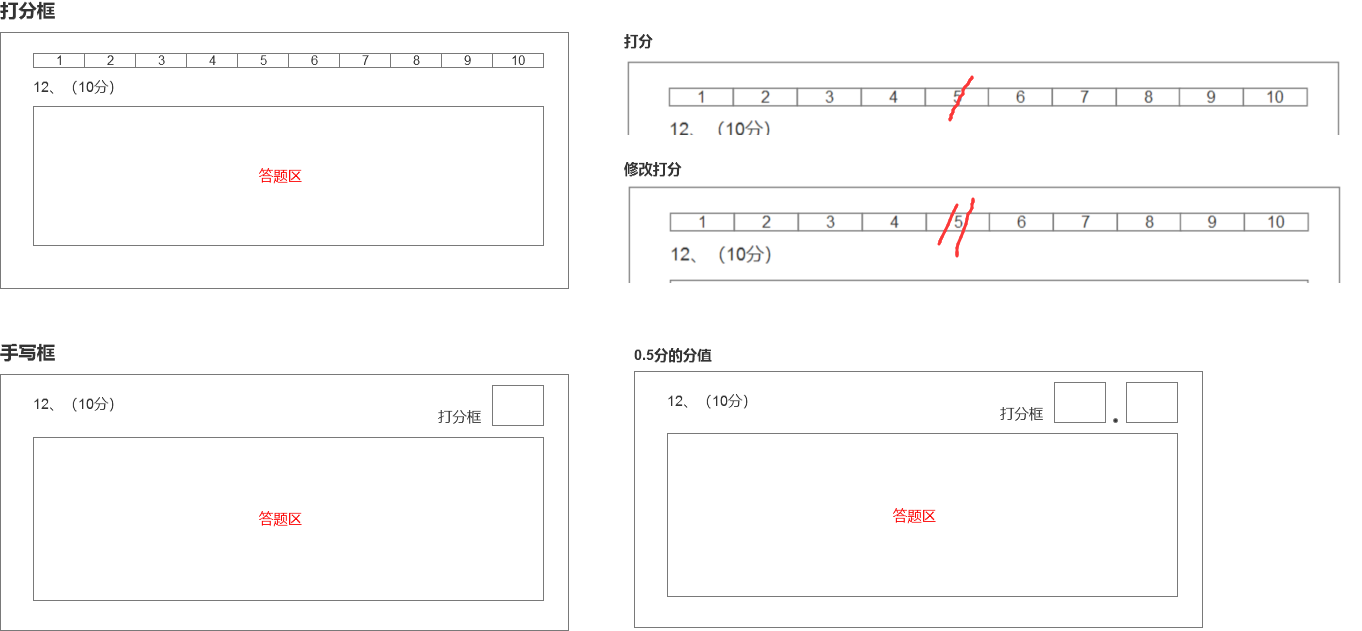 打分框
1 2 3 4 5 6 7 8 9 10
12、（10分）
答题区
打分
1 2 3 4 5 6 7 8 9 10
12、（10分）
修改打分
1 2 3 4 5 6 7 8 9 10
12、（10分）
手写框
12、（10分）
打分框
答题区
0.5分的分值
12、（10分）
打分框 .
答题区